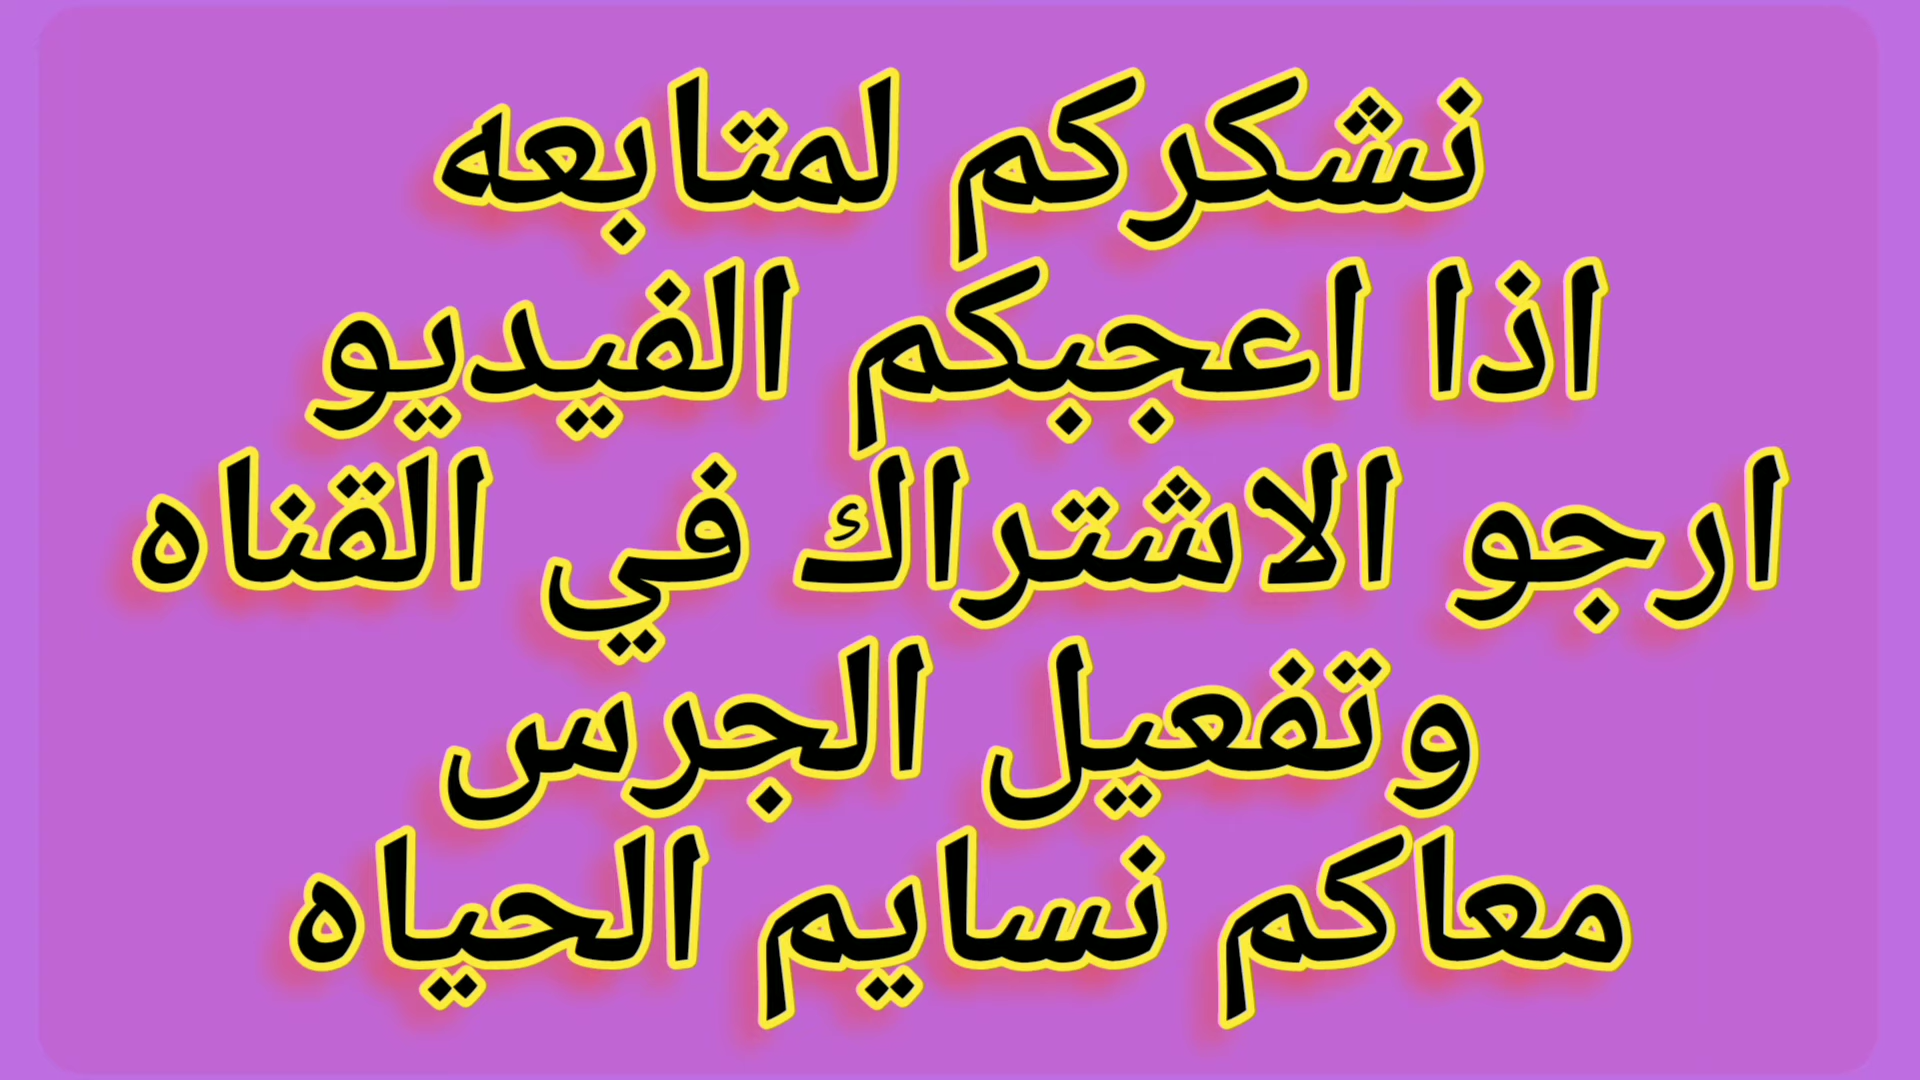 نشكركم لمتابعه
اذا اعجبكم الفيديو
ارجو الاشتراك في القناه
وتفعيل الجرس
معاكم نسايم الحياه